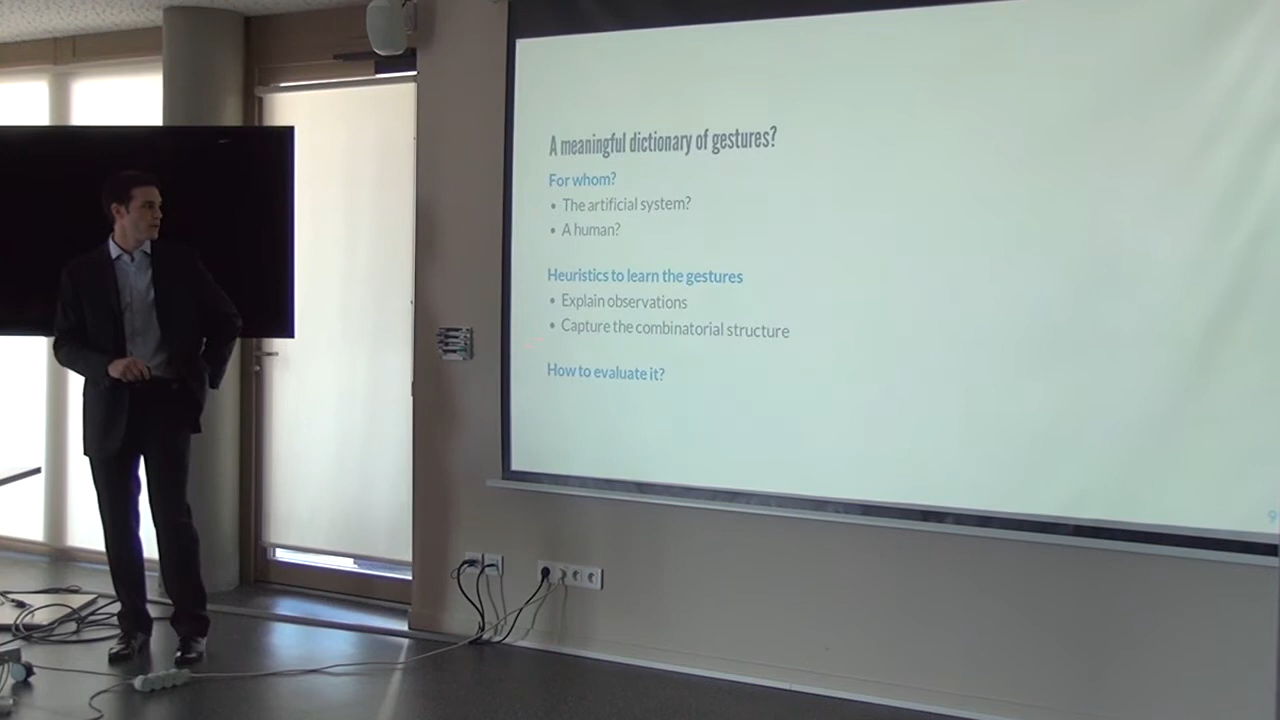 A meaningful dictionary of gestures?
For whom?
• The artificial system?
• A human?
Heuristics to learn the gestures
• Explain observations
• Capture the combinatorial structure
How to evaluate it?
9